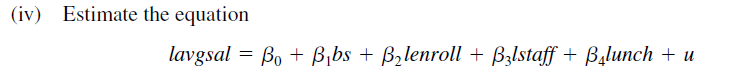 (iv) Estimate the equation
lavgsal = β₀ + β₁bs + β₂lenroll + β₃lstaff + β₄lunch + u